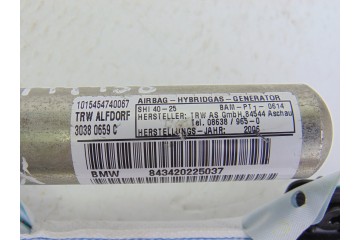 1015454740067
TRW ALFDORF
3038 0659 C
AIRBAG-HYBRIDGAS-GENERATOR
SHI 40-25 BAM-PT1-0614
HERSTELLER: TRW AS GmbH, 84544 Aschau
Tel. 08638/965-0
HERSTELLUNGS-JAHR: 2006
BMW 843420225037